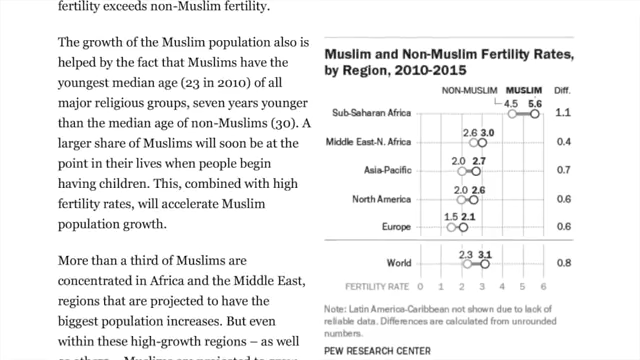 fertility exceeds non-Muslim fertility.
The growth of the Muslim population also is
helped by the fact that Muslims have the
youngest median age (23 in 2010) of all
major religious groups, seven years younger
than the median age of non-Muslims (30). A
larger share of Muslims will soon be at the
point in their lives when people begin
having children. This, combined with high
fertility rates, will accelerate Muslim
population growth.
More than a third of Muslims are
concentrated in Africa and the Middle East,
regions that are projected to have the
biggest population increases. But even
within these high-growth regions – as well
Muslim and Non-Muslim Fertility Rates,
by Region, 2010-2015
NON-MUSLIM MUSLIM Diff.
4.5 5.6
Sub-Saharan Africa 1.1
2.6 3.0
Middle East-N. Africa 0.4
2.0 2.7
Asia-Pacific 0.7
2.0 2.6
North America 0.6
1.5 2.1
Europe 0.6
2.3 3.1
World 0.8
FERTILITY RATE 0 1 2 3 4 5 6
Note: Latin America-Caribbean not shown due to lack of
reliable data. Differences are calculated from unrounded
numbers.
PEW RESEARCH CENTER